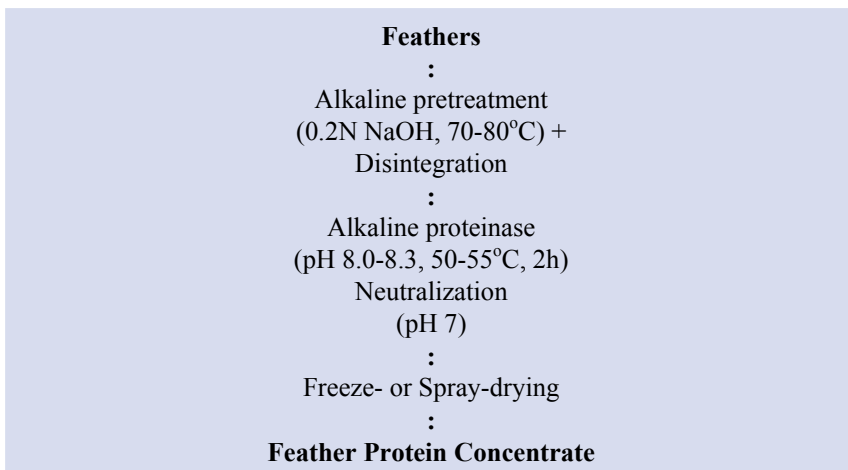 Feathers
:
Alkaline pretreatment
(0.2N NaOH, 70-80°C) +
Disintegration
:
Alkaline proteinase
(pH 8.0-8.3, 50-55°C, 2h)
Neutralization
(pH 7)
:
Freeze- or Spray-drying
:
Feather Protein Concentrate